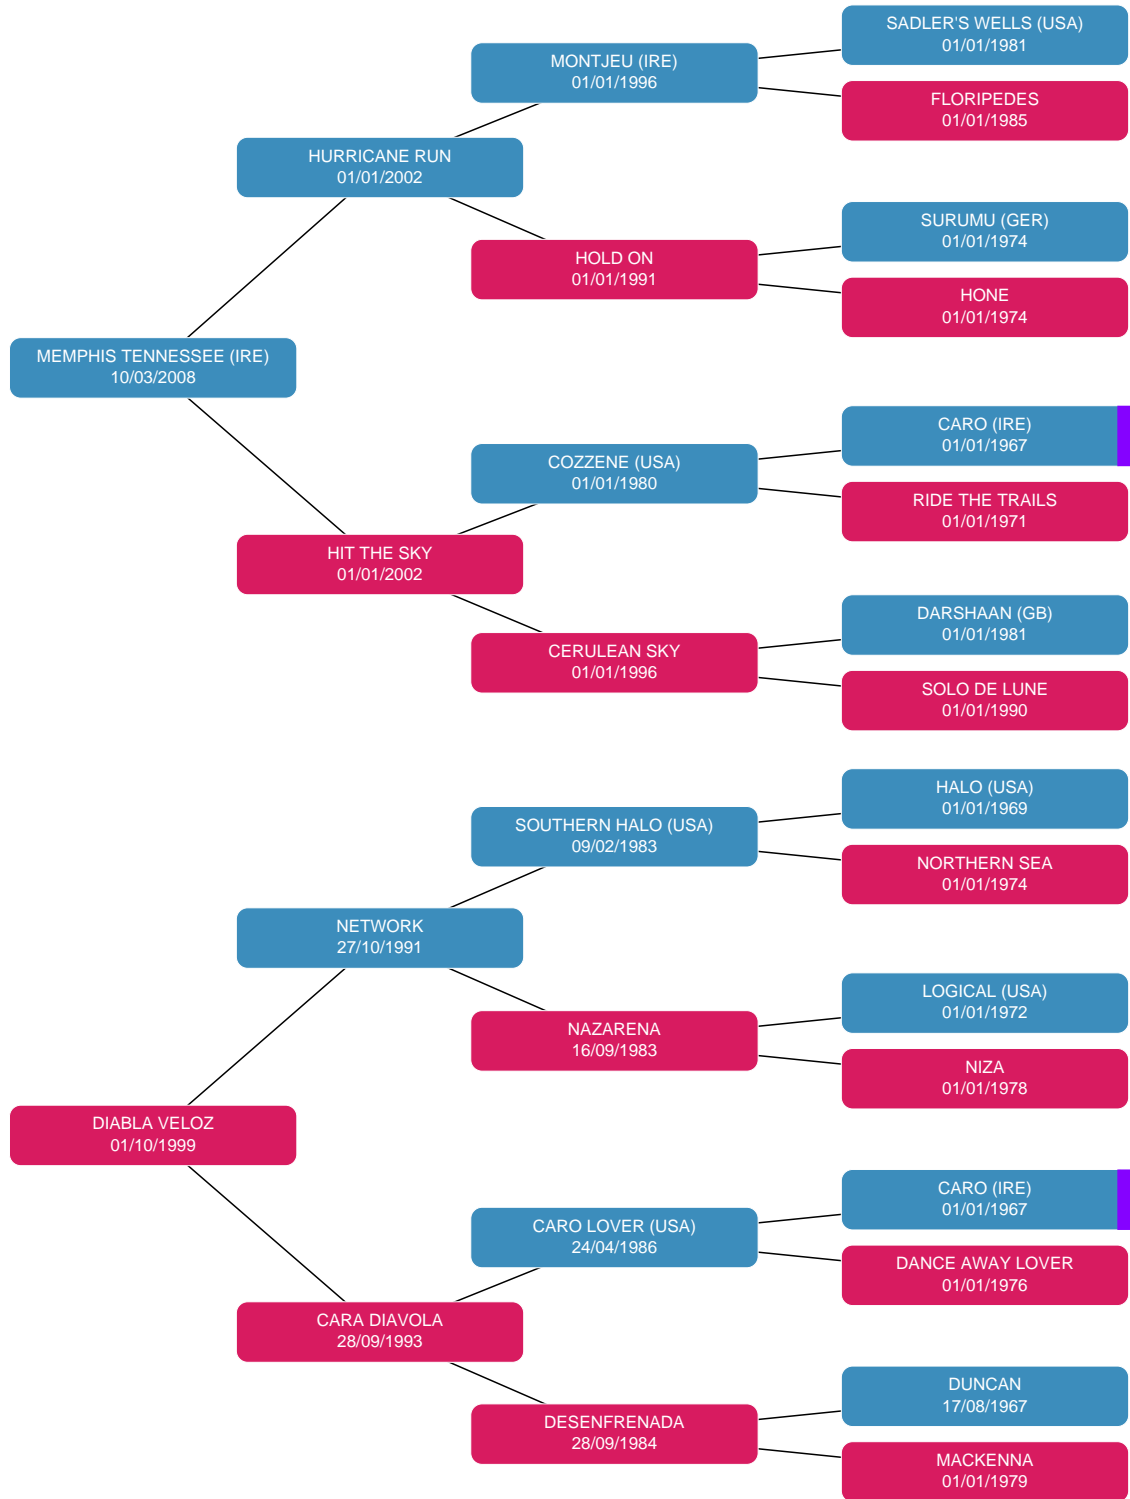 SADLER'S WELLS (USA)
01/01/1981
MONTJEU (IRE)
01/01/1996
FLORIPEDES
01/01/1985
HURRICANE RUN
01/01/2002
SURUMU (GER)
01/01/1974
HOLD ON
01/01/1991
HONE
01/01/1974
MEMPHIS TENNESSEE (IRE)
10/03/2008
CARO (IRE)
01/01/1967
COZZENE (USA)
01/01/1980
RIDE THE TRAILS
01/01/1971
HIT THE SKY
01/01/2002
DARSHAAN (GB)
01/01/1981
CERULEAN SKY
01/01/1996
SOLO DE LUNE
01/01/1990
HALO (USA)
01/01/1969
SOUTHERN HALO (USA)
09/02/1983
NORTHERN SEA
01/01/1974
NETWORK
27/10/1991
LOGICAL (USA)
01/01/1972
NAZARENA
16/09/1983
NIZA
01/01/1978
DIABLA VELOZ
01/10/1999
CARO (IRE)
01/01/1967
CARO LOVER (USA)
24/04/1986
DANCE AWAY LOVER
01/01/1976
CARA DIAVOLA
28/09/1993
DUNCAN
17/08/1967
DESENFRENADA
28/09/1984
MACKENNA
01/01/1979